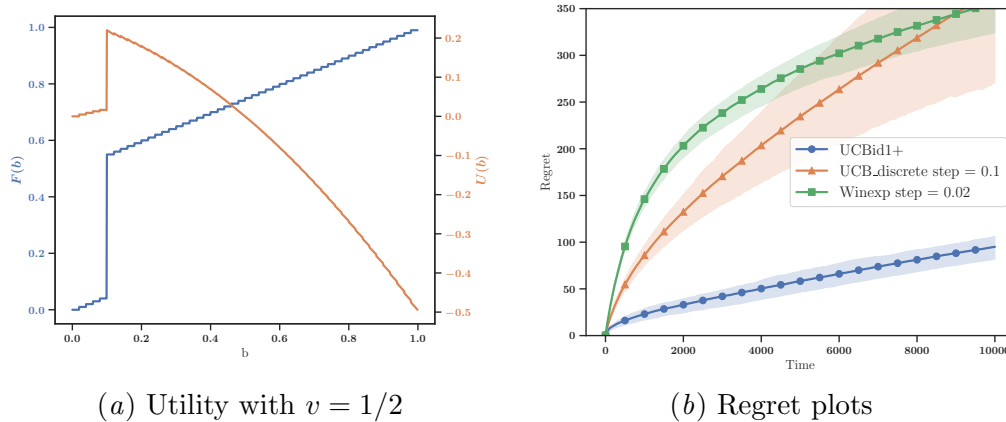 1.0
0.8
0.6
0.4
0.2
0.0
F(b)
0.2
0.1
0.0
−0.1
−0.2
−0.3
−0.4
−0.5
U(b)
0.0 0.2 0.4 0.6 0.8 1.0
b
(a) Utility with v = 1/2
350
300
250
200
150
100
50
0
Regret
UCBid1+
UCB_discrete step = 0.1
Winexp step = 0.02
0 2000 4000 6000 8000 10000
Time
(b) Regret plots